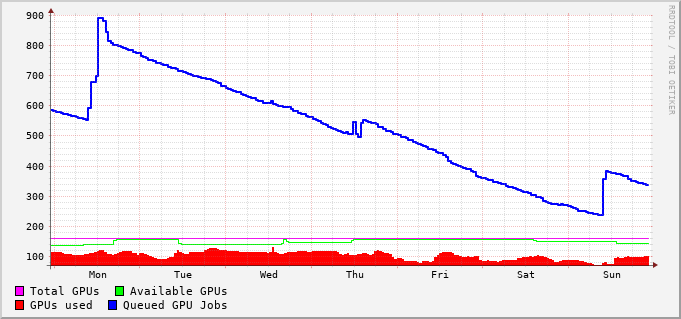 900
800
700
600
500
400
300
200
100
Mon Tue Wed Thu Fri Sat Sun
Total GPUs Available GPUs
GPUs used Queued GPU Jobs
RRDTOOL / TOBI OETIKER